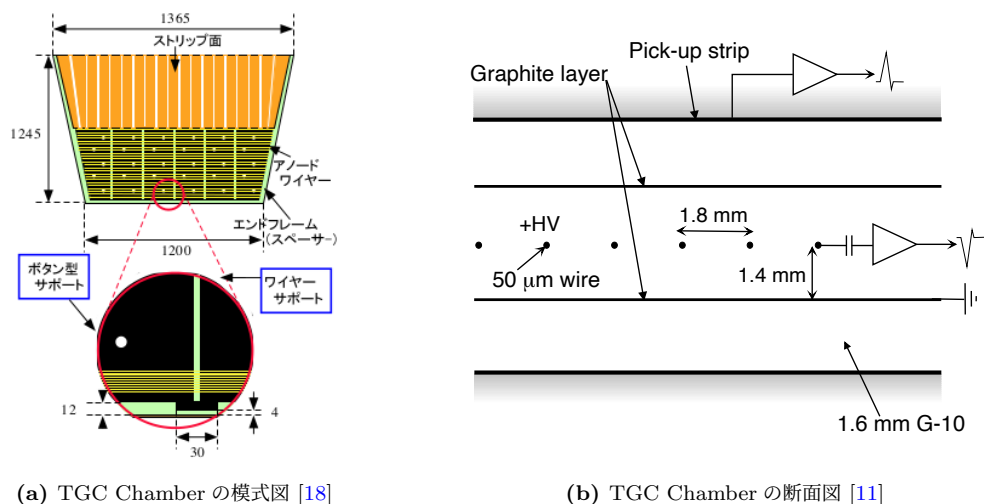 1365
ストリップ面
1245
アノード
ワイヤー
エンドフレーム
(スペーサー)
1200
ボタン型
サポート
ワイヤー
サポート
12
4
30
(a) TGC Chamber の模式図 [18]
Pick-up strip
Graphite layer
+HV
1.8 mm
50 μm wire
1.4 mm
1.6 mm G-10
(b) TGC Chamber の断面図 [11]